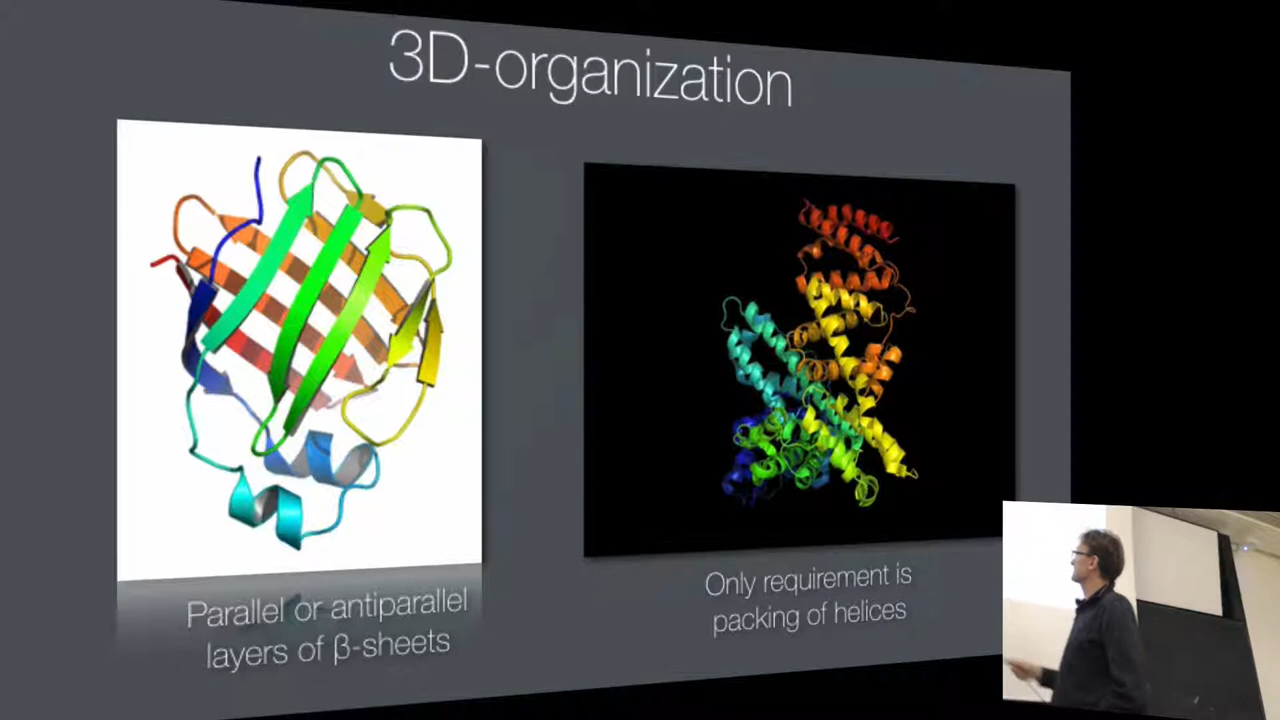 3D-organization
Parallel or antiparallel
layers of β-sheets
Only requirement is
packing of helices